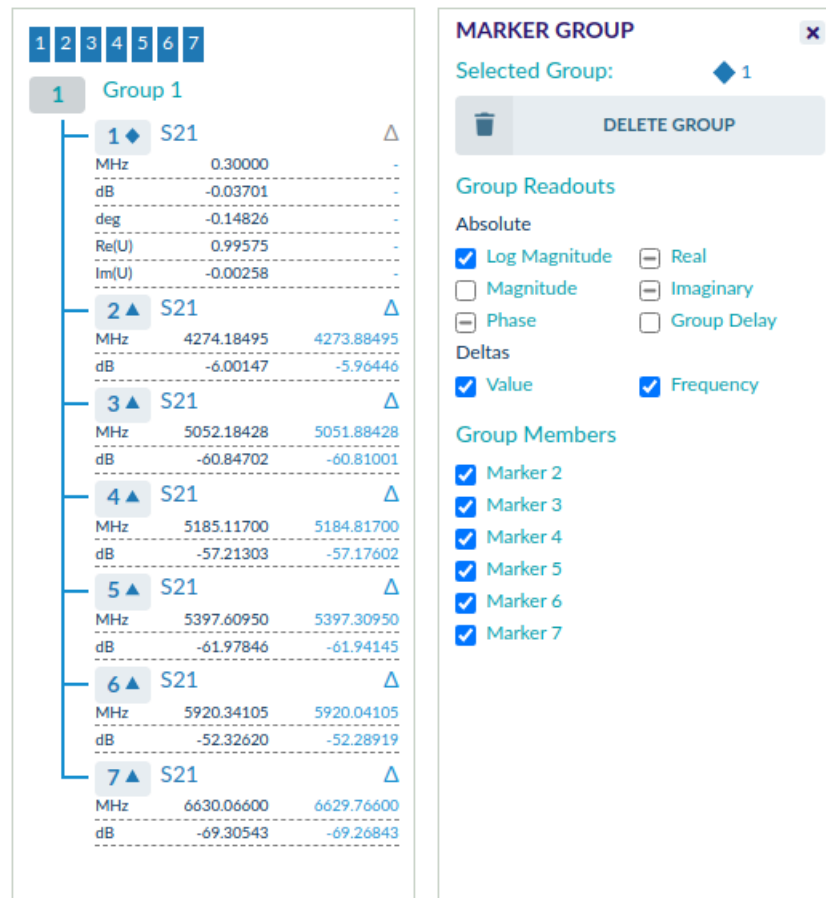 1 2 3 4 5 6 7
1 Group 1
1 S21 Δ
MHz 0.30000 -
dB -0.03701 -
deg -0.14826 -
Re(U) 0.99575 -
Im(U) -0.00258 -
2 S21 Δ
MHz 4274.18495 4273.88495
dB -6.00147 -5.96446
3 S21 Δ
MHz 5052.18428 5051.88428
dB -60.84702 -60.81001
4 S21 Δ
MHz 5185.11700 5184.81700
dB -57.21303 -57.17602
5 S21 Δ
MHz 5397.60950 5397.30950
dB -61.97846 -61.94145
6 S21 Δ
MHz 5920.34105 5920.04105
dB -52.32620 -52.28919
7 S21 Δ
MHz 6630.06600 6629.76600
dB -69.30543 -69.26843
MARKER GROUP
Selected Group: 1
DELETE GROUP
Group Readouts
Absolute
Log Magnitude Real
Magnitude Imaginary
Phase Group Delay
Deltas
Value Frequency
Group Members
Marker 2
Marker 3
Marker 4
Marker 5
Marker 6
Marker 7